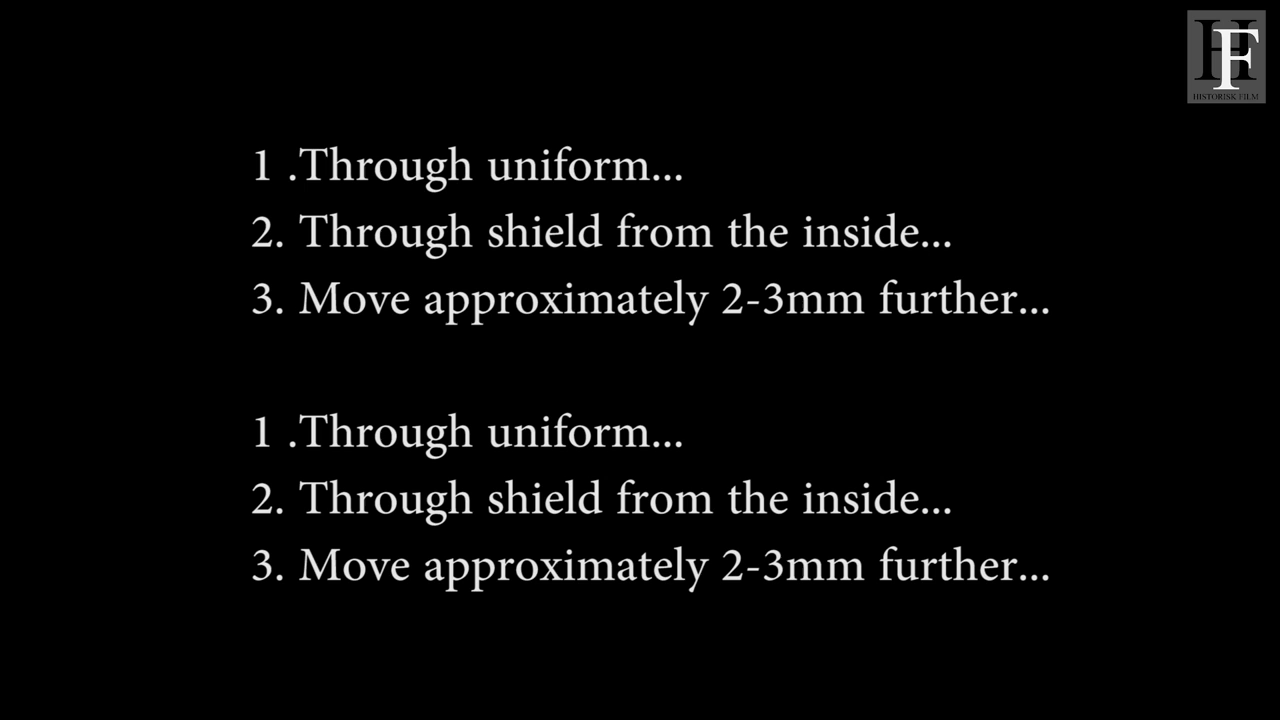 HF
HISTORISK FILM
1 .Through uniform...
2. Through shield from the inside...
3. Move approximately 2-3mm further...
1 .Through uniform...
2. Through shield from the inside...
3. Move approximately 2-3mm further...